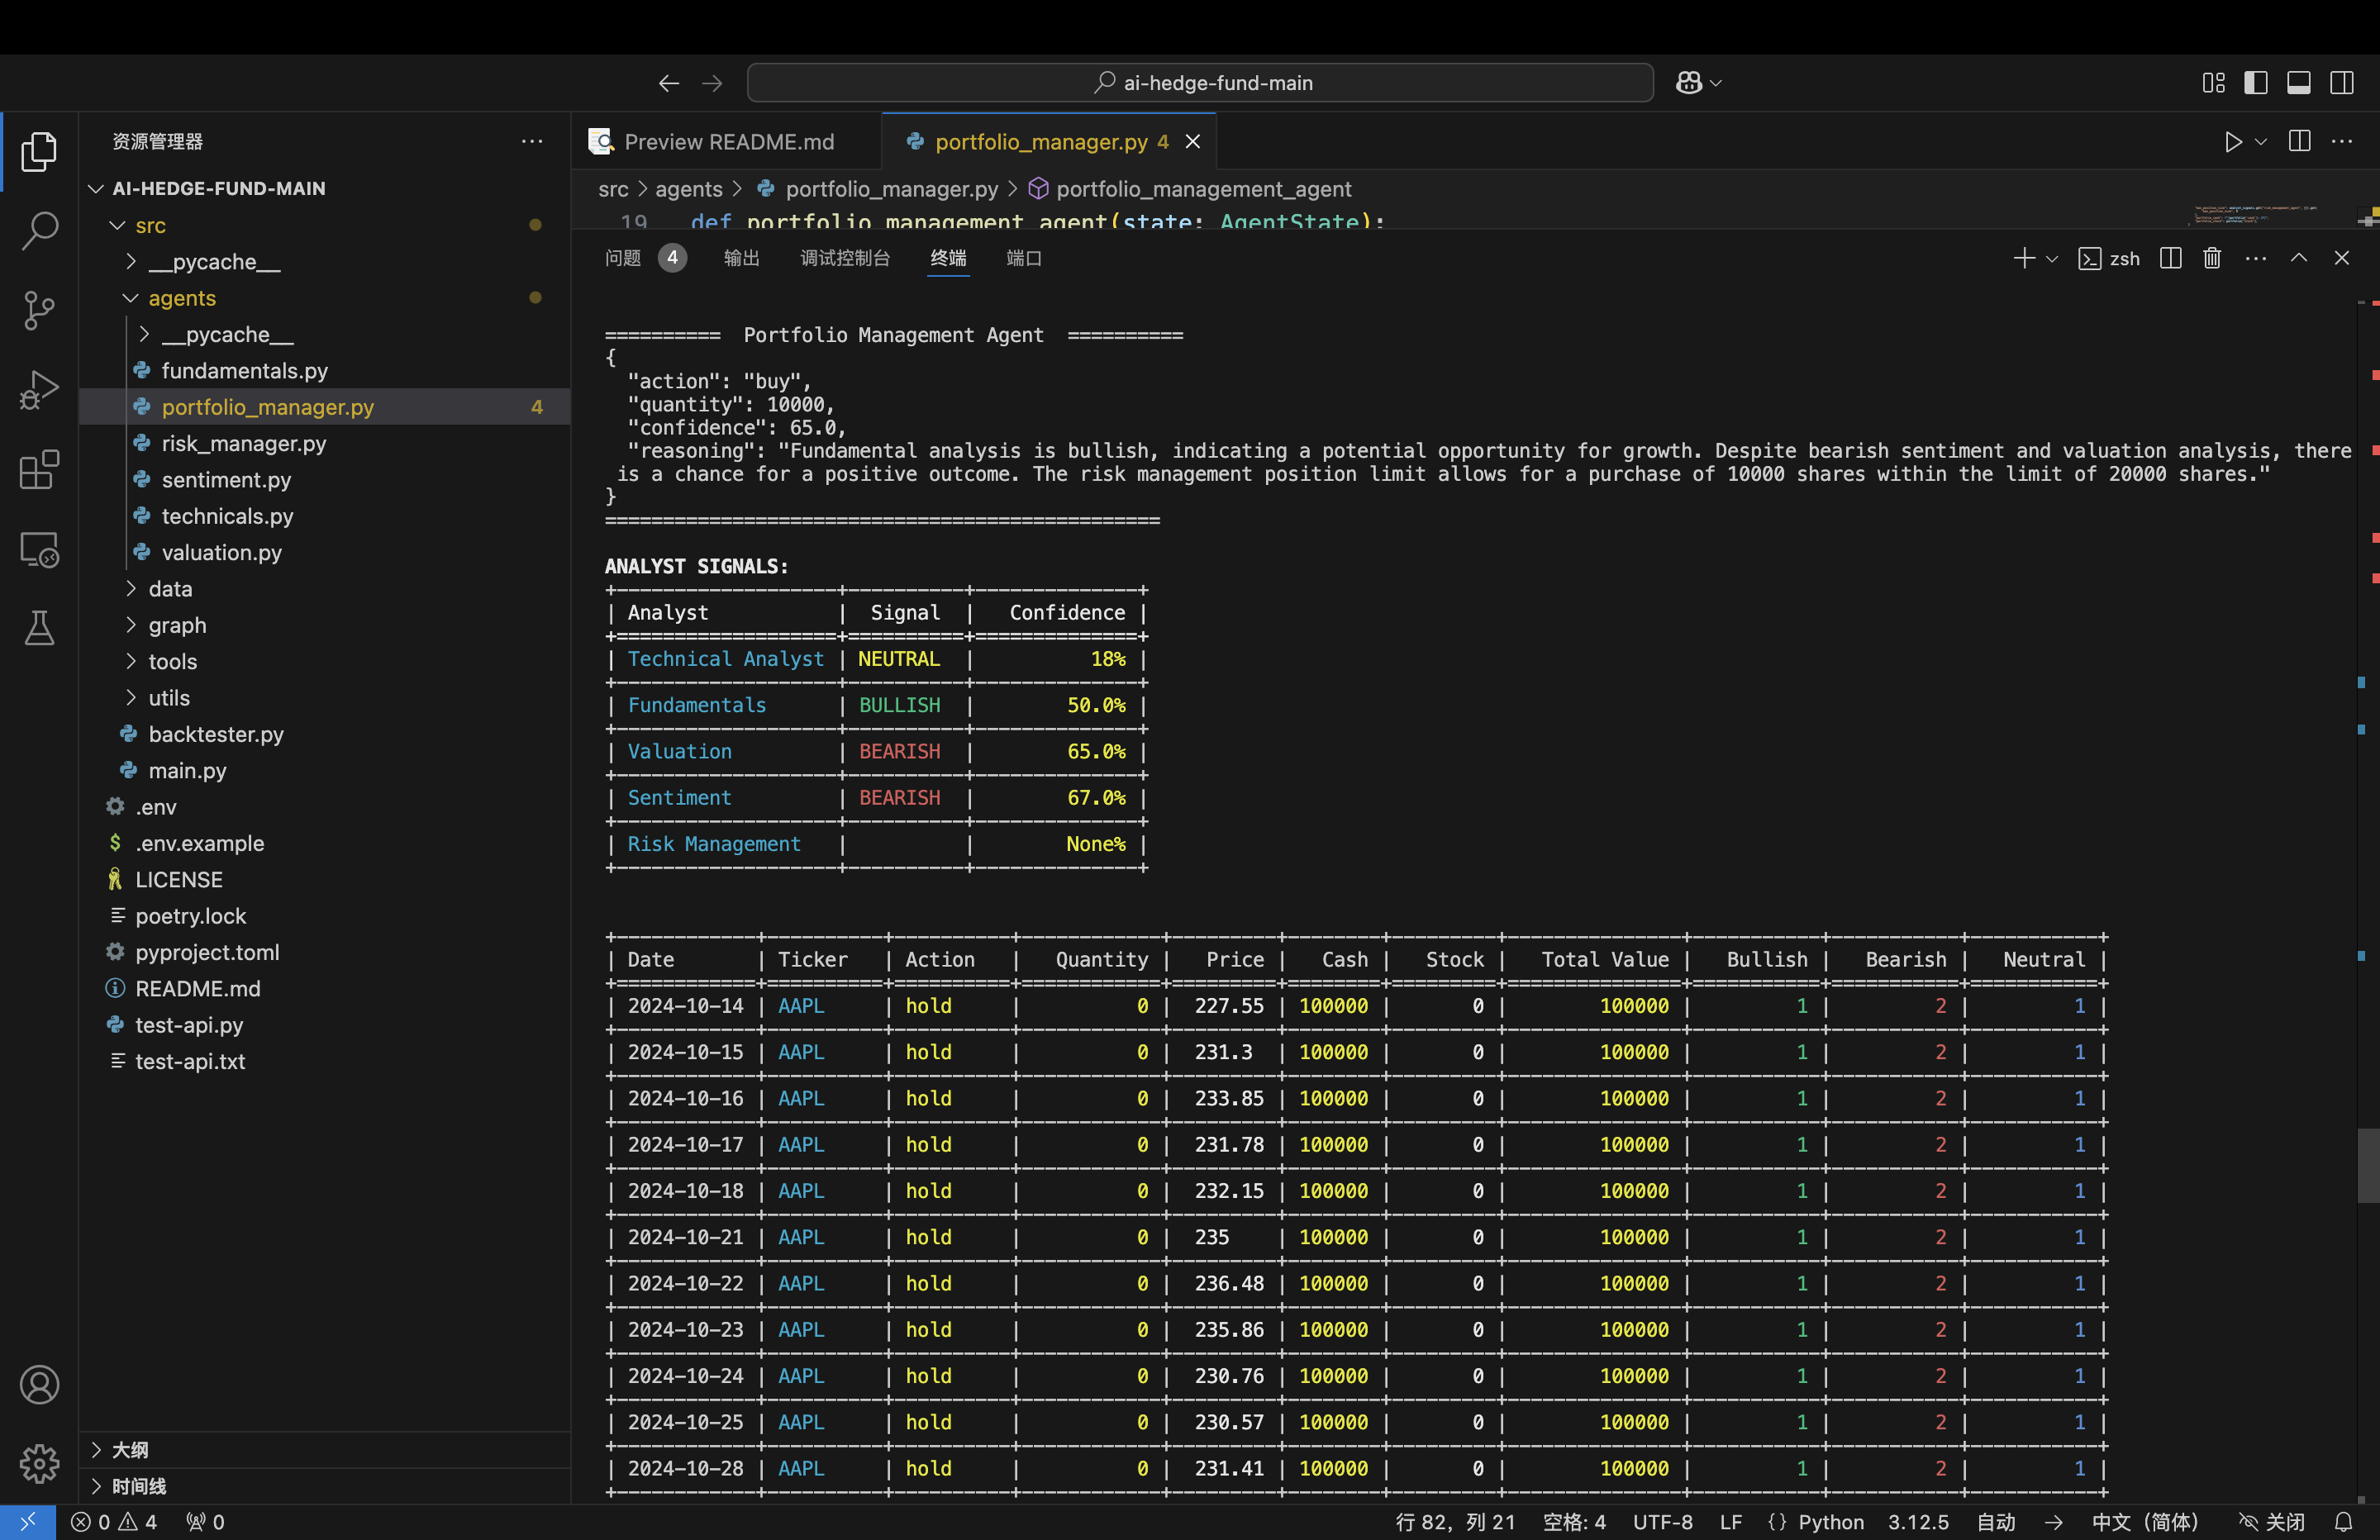 ai-hedge-fund-main
资源管理器
AI-HEDGE-FUND-MAIN
src
__pycache__
agents
__pycache__
fundamentals.py
portfolio_manager.py 4
risk_manager.py
sentiment.py
technicals.py
valuation.py
data
graph
tools
utils
backtester.py
main.py
.env
.env.example
LICENSE
poetry.lock
pyproject.toml
README.md
test-api.py
test-api.txt
大纲
时间线
Preview README.md
portfolio_manager.py 4
src > agents > portfolio_manager.py > portfolio_management_agent
19 def portfolio_management_agent(state: AgentState):
问题 4 输出 调试控制台 终端 端口
zsh
========== Portfolio Management Agent ==========
{
"action": "buy",
"quantity": 10000,
"confidence": 65.0,
"reasoning": "Fundamental analysis is bullish, indicating a potential opportunity for growth. Despite bearish sentiment and valuation analysis, there
is a chance for a positive outcome. The risk management position limit allows for a purchase of 10000 shares within the limit of 20000 shares."
}
================================================
ANALYST SIGNALS:
| Analyst | Signal | Confidence |
| Technical Analyst | NEUTRAL | 18% |
| Fundamentals | BULLISH | 50.0% |
| Valuation | BEARISH | 65.0% |
| Sentiment | BEARISH | 67.0% |
| Risk Management | | None% |
| Date | Ticker | Action | Quantity | Price | Cash | Stock | Total Value | Bullish | Bearish | Neutral |
| 2024-10-14 | AAPL | hold | 0 | 227.55 | 100000 | 0 | 100000 | 1 | 2 | 1 |
| 2024-10-15 | AAPL | hold | 0 | 231.3 | 100000 | 0 | 100000 | 1 | 2 | 1 |
| 2024-10-16 | AAPL | hold | 0 | 233.85 | 100000 | 0 | 100000 | 1 | 2 | 1 |
| 2024-10-17 | AAPL | hold | 0 | 231.78 | 100000 | 0 | 100000 | 1 | 2 | 1 |
| 2024-10-18 | AAPL | hold | 0 | 232.15 | 100000 | 0 | 100000 | 1 | 2 | 1 |
| 2024-10-21 | AAPL | hold | 0 | 235 | 100000 | 0 | 100000 | 1 | 2 | 1 |
| 2024-10-22 | AAPL | hold | 0 | 236.48 | 100000 | 0 | 100000 | 1 | 2 | 1 |
| 2024-10-23 | AAPL | hold | 0 | 235.86 | 100000 | 0 | 100000 | 1 | 2 | 1 |
| 2024-10-24 | AAPL | hold | 0 | 230.76 | 100000 | 0 | 100000 | 1 | 2 | 1 |
| 2024-10-25 | AAPL | hold | 0 | 230.57 | 100000 | 0 | 100000 | 1 | 2 | 1 |
| 2024-10-28 | AAPL | hold | 0 | 231.41 | 100000 | 0 | 100000 | 1 | 2 | 1 |
0 4 0 行 82，列 21 空格: 4 UTF-8 LF {} Python 3.12.5 自动 → 中文（简体） 关闭